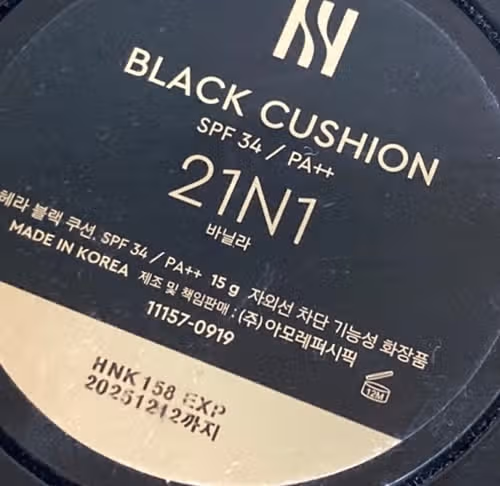 BLACK CUSHION
SPF 34 / PA++
21N1
바닐라
헤라 블랙 쿠션 SPF 34 / PA++ 15 g 자외선 차단 기능성 화장품
MADE IN KOREA 제조 및 책임판매 : (주)아모레퍼시픽
11157-0919
12M
HNK158 EXP
20251212까지